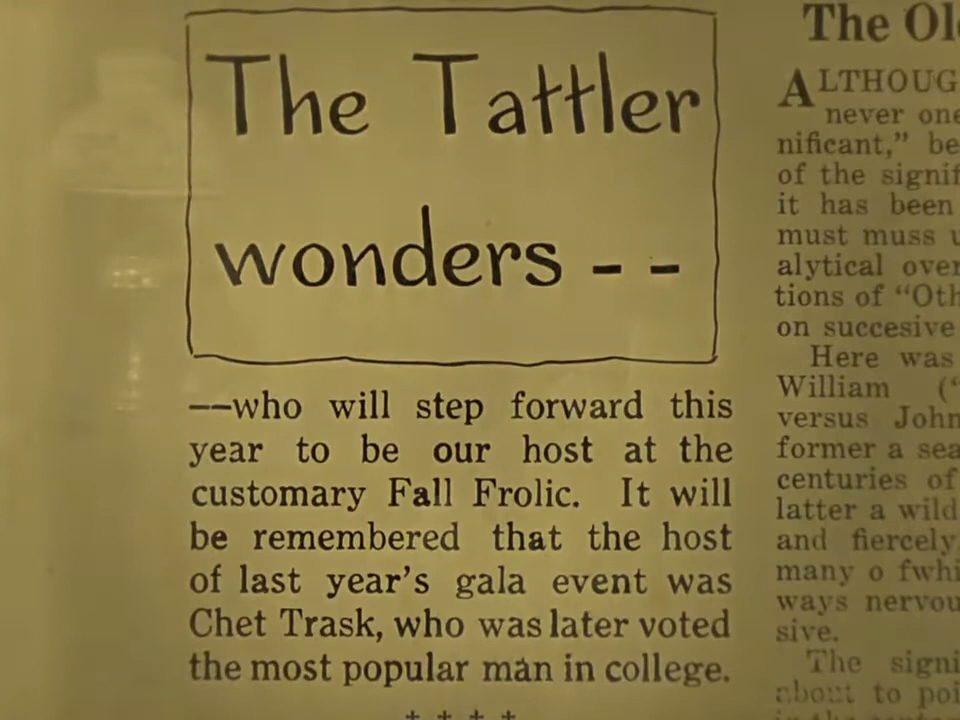 The Tattler
wonders - -
—who will step forward this
year to be our host at the
customary Fall Frolic. It will
be remembered that the host
of last year's gala event was
Chet Trask, who was later voted
the most popular man in college.
The
ALTHOUG
never one
nificant," be
of the signif
it has been
must muss
alytical over
tions of "Oth
on succesive
Here was
William ("
versus John
former a sea
centuries of
latter a wild
and fiercely,
many o fwhi
ways nervou
sive.
The signi
about to poi